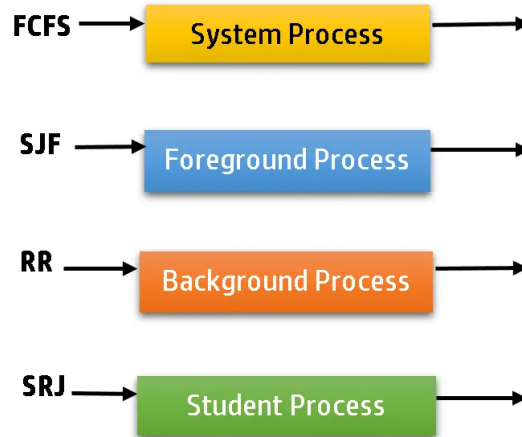 FCFS System Process
SJF Foreground Process
RR Background Process
SRJ Student Process